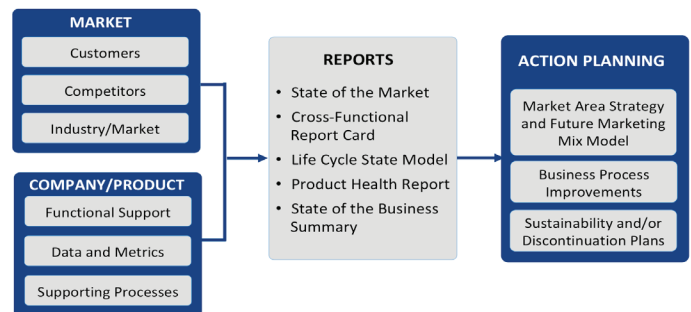 MARKET
Customers
Competitors
Industry/Market
COMPANY/PRODUCT
Functional Support
Data and Metrics
Supporting Processes
REPORTS
• State of the Market
• Cross-Functional
Report Card
• Life Cycle State Model
• Product Health Report
• State of the Business
Summary
ACTION PLANNING
Market Area Strategy
and Future Marketing
Mix Model
Business Process
Improvements
Sustainability and/or
Discontinuation Plans